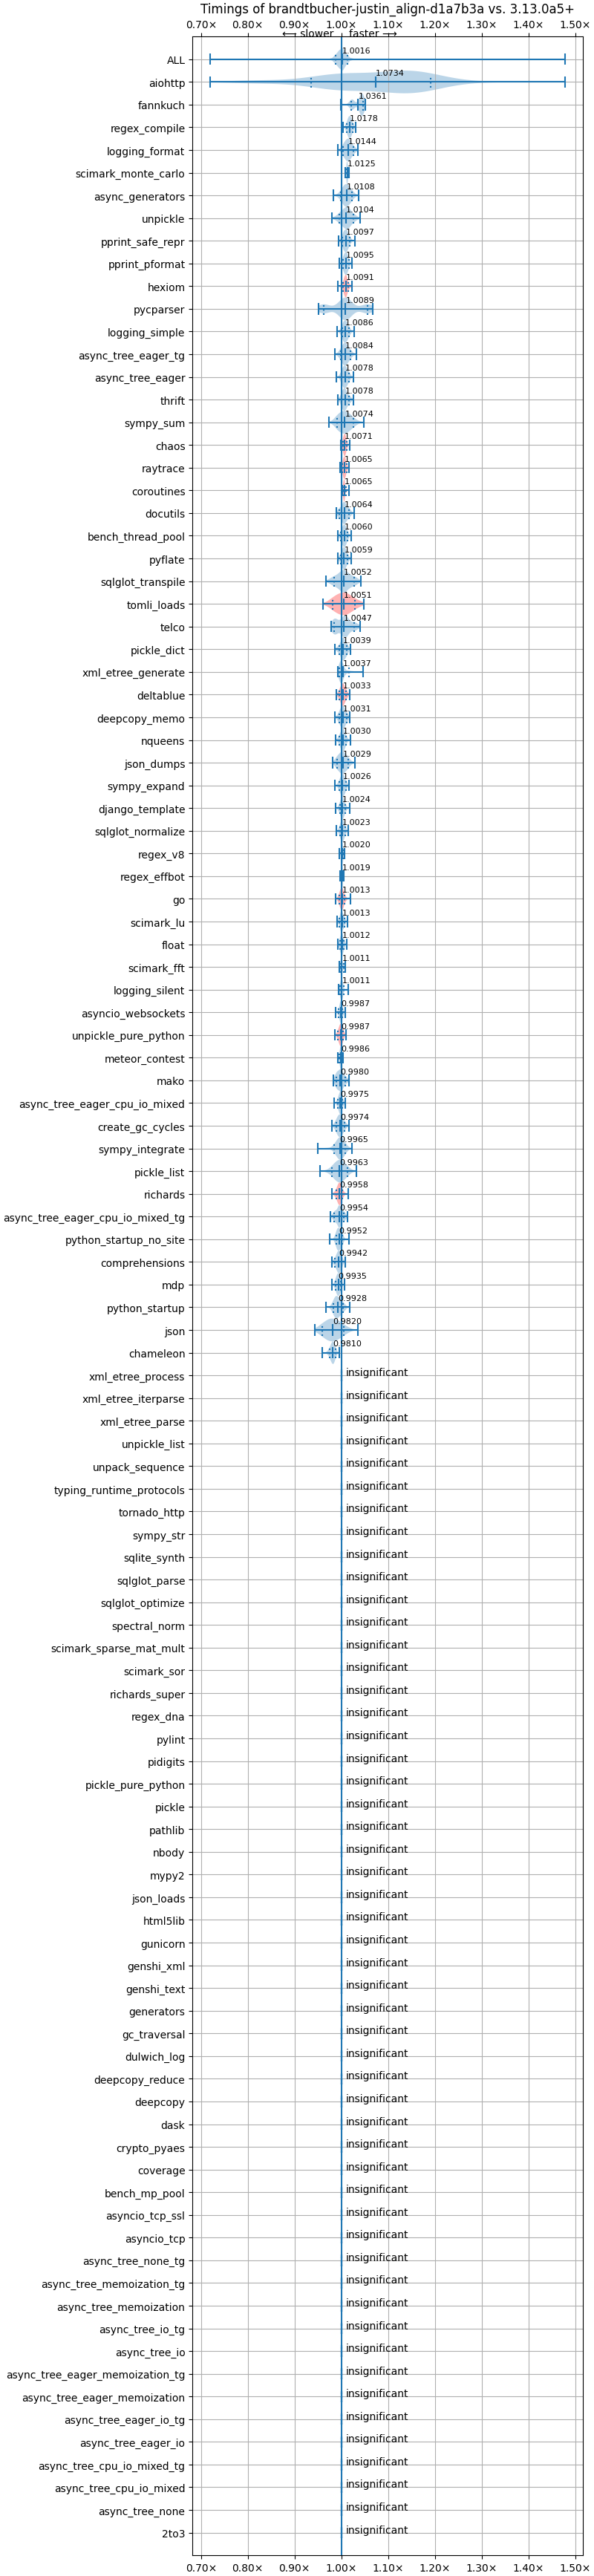 Timings of brandtbucher-justin_align-d1a7b3a vs. 3.13.0a5+
0.70× 0.80× 0.90× 1.00× 1.10× 1.20× 1.30× 1.40× 1.50×
⟵ slower faster ⟶
ALL 1.0016
aiohttp 1.0734
fannkuch 1.0361
regex_compile 1.0178
logging_format 1.0144
scimark_monte_carlo 1.0125
async_generators 1.0108
unpickle 1.0104
pprint_safe_repr 1.0097
pprint_pformat 1.0095
hexiom 1.0091
pycparser 1.0089
logging_simple 1.0086
async_tree_eager_tg 1.0084
async_tree_eager 1.0078
thrift 1.0078
sympy_sum 1.0074
chaos 1.0071
raytrace 1.0065
coroutines 1.0065
docutils 1.0064
bench_thread_pool 1.0060
pyflate 1.0059
sqlglot_transpile 1.0052
tomli_loads 1.0051
telco 1.0047
pickle_dict 1.0039
xml_etree_generate 1.0037
deltablue 1.0033
deepcopy_memo 1.0031
nqueens 1.0030
json_dumps 1.0029
sympy_expand 1.0026
django_template 1.0024
sqlglot_normalize 1.0023
regex_v8 1.0020
regex_effbot 1.0019
go 1.0013
scimark_lu 1.0013
float 1.0012
scimark_fft 1.0011
logging_silent 1.0011
asyncio_websockets 0.9987
unpickle_pure_python 0.9987
meteor_contest 0.9986
mako 0.9980
async_tree_eager_cpu_io_mixed 0.9975
create_gc_cycles 0.9974
sympy_integrate 0.9965
pickle_list 0.9963
richards 0.9958
async_tree_eager_cpu_io_mixed_tg 0.9954
python_startup_no_site 0.9952
comprehensions 0.9942
mdp 0.9935
python_startup 0.9928
json 0.9820
chameleon 0.9810
xml_etree_process insignificant
xml_etree_iterparse insignificant
xml_etree_parse insignificant
unpickle_list insignificant
unpack_sequence insignificant
typing_runtime_protocols insignificant
tornado_http insignificant
sympy_str insignificant
sqlite_synth insignificant
sqlglot_parse insignificant
sqlglot_optimize insignificant
spectral_norm insignificant
scimark_sparse_mat_mult insignificant
scimark_sor insignificant
richards_super insignificant
regex_dna insignificant
pylint insignificant
pidigits insignificant
pickle_pure_python insignificant
pickle insignificant
pathlib insignificant
nbody insignificant
mypy2 insignificant
json_loads insignificant
html5lib insignificant
gunicorn insignificant
genshi_xml insignificant
genshi_text insignificant
generators insignificant
gc_traversal insignificant
dulwich_log insignificant
deepcopy_reduce insignificant
deepcopy insignificant
dask insignificant
crypto_pyaes insignificant
coverage insignificant
bench_mp_pool insignificant
asyncio_tcp_ssl insignificant
asyncio_tcp insignificant
async_tree_none_tg insignificant
async_tree_memoization_tg insignificant
async_tree_memoization insignificant
async_tree_io_tg insignificant
async_tree_io insignificant
async_tree_eager_memoization_tg insignificant
async_tree_eager_memoization insignificant
async_tree_eager_io_tg insignificant
async_tree_eager_io insignificant
async_tree_cpu_io_mixed_tg insignificant
async_tree_cpu_io_mixed insignificant
async_tree_none insignificant
2to3 insignificant
0.70× 0.80× 0.90× 1.00× 1.10× 1.20× 1.30× 1.40× 1.50×